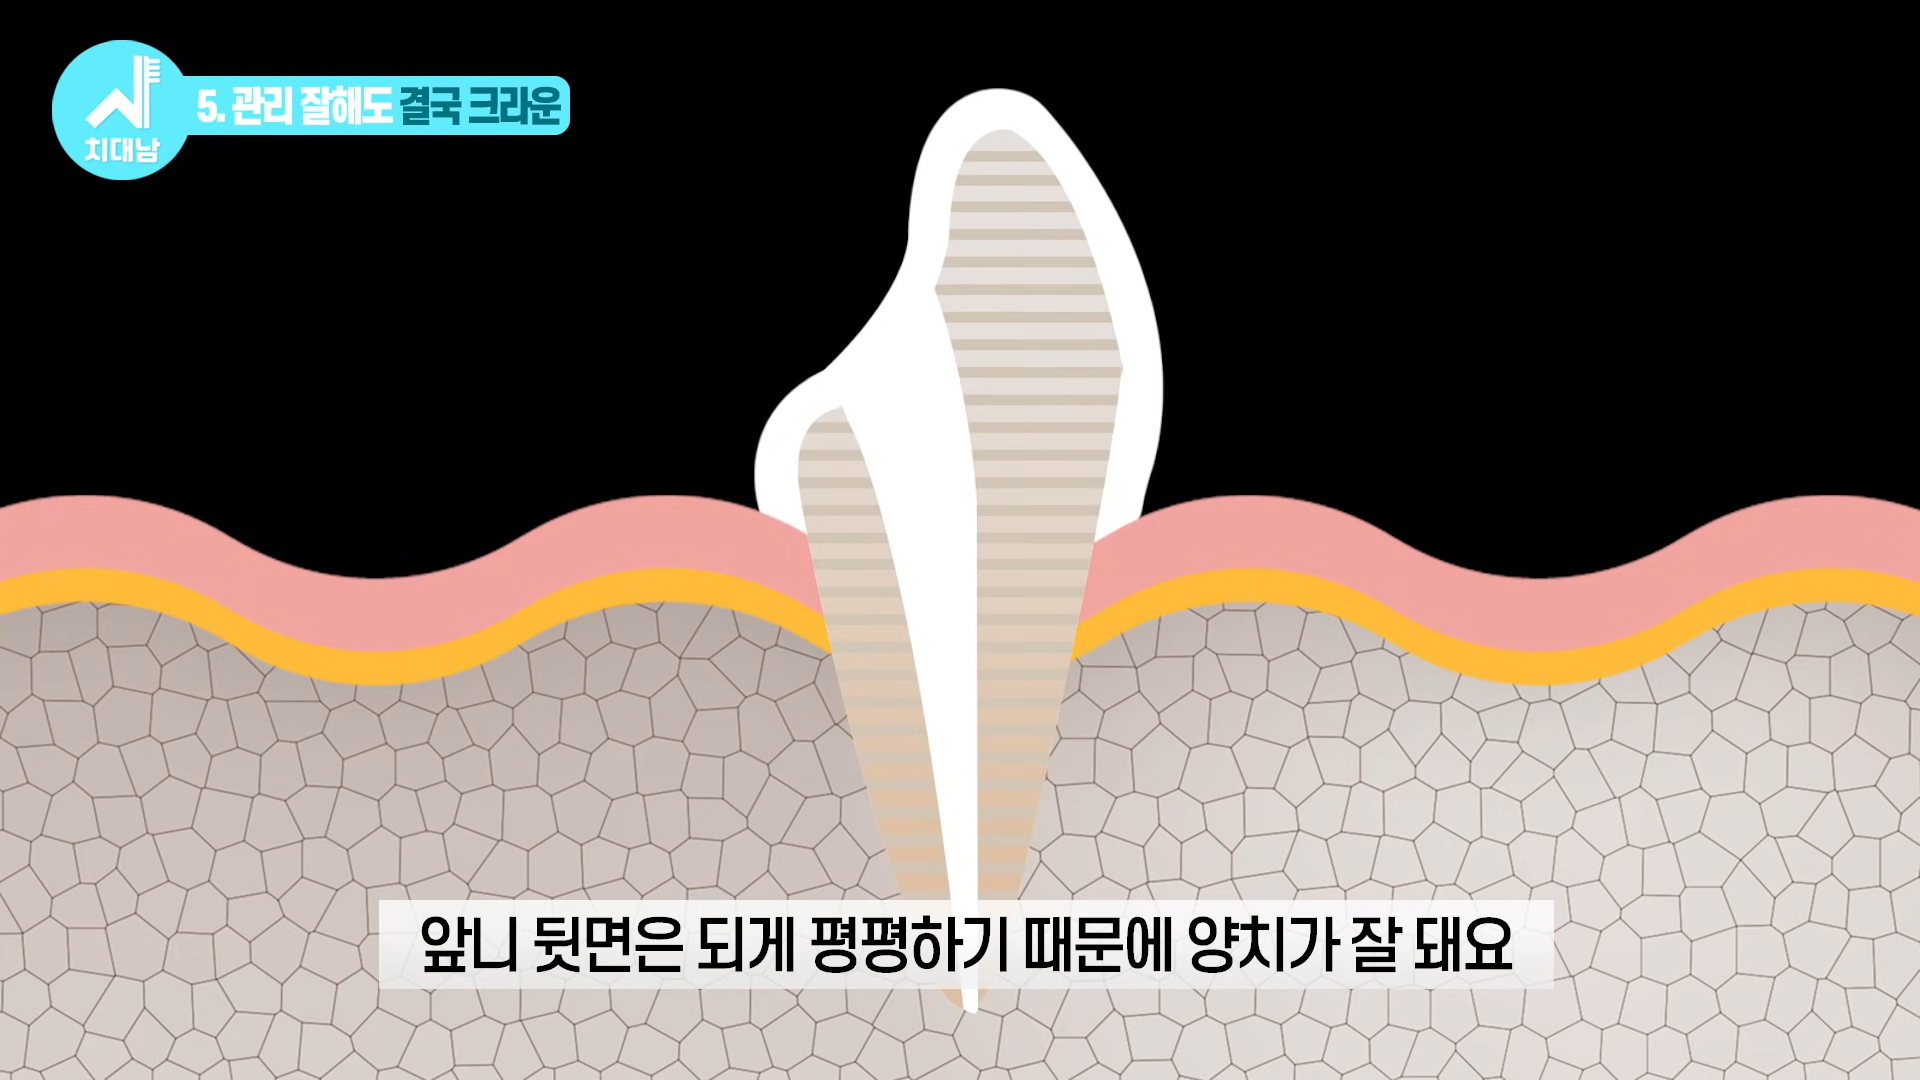 5. 관리 잘해도 결국 크라운
치대남
앞니 뒷면은 되게 평평하기 때문에 양치가 잘 돼요